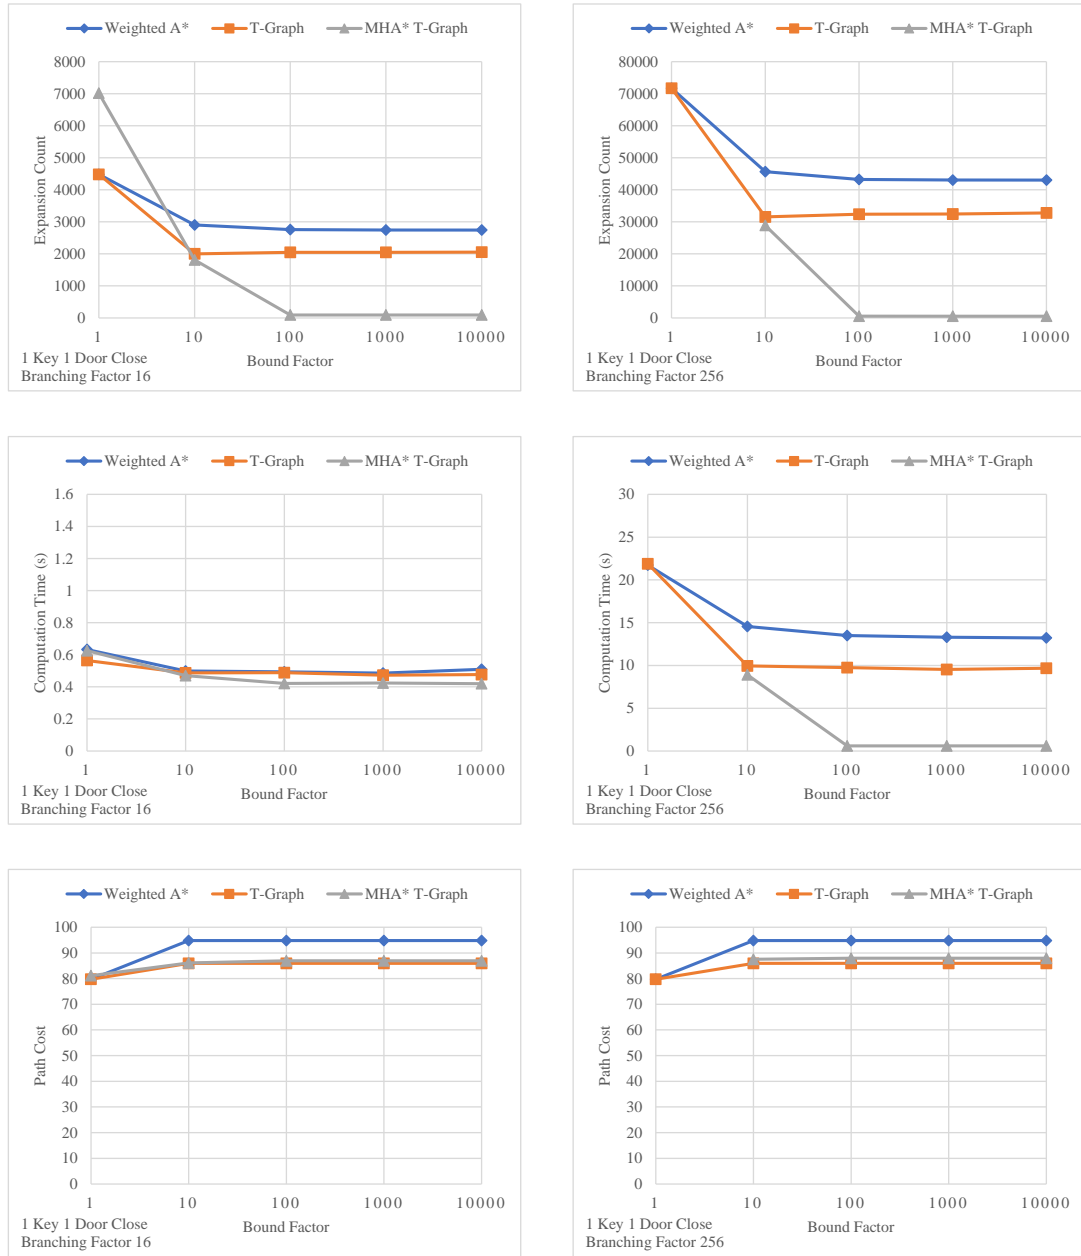 Weighted A* T-Graph MHA* T-Graph
8000
7000
6000
5000
4000
3000
2000
1000
0
Expansion Count
1 10 100 1000 10000
Bound Factor
1 Key 1 Door Close
Branching Factor 16
Weighted A* T-Graph MHA* T-Graph
80000
70000
60000
50000
40000
30000
20000
10000
0
Expansion Count
1 10 100 1000 10000
Bound Factor
1 Key 1 Door Close
Branching Factor 256
Weighted A* T-Graph MHA* T-Graph
1.6
1.4
1.2
1
0.8
0.6
0.4
0.2
0
Computation Time (s)
1 10 100 1000 10000
Bound Factor
1 Key 1 Door Close
Branching Factor 16
Weighted A* T-Graph MHA* T-Graph
30
25
20
15
10
5
0
Computation Time (s)
1 10 100 1000 10000
Bound Factor
1 Key 1 Door Close
Branching Factor 256
Weighted A* T-Graph MHA* T-Graph
100
90
80
70
60
50
40
30
20
10
0
Path Cost
1 10 100 1000 10000
Bound Factor
1 Key 1 Door Close
Branching Factor 16
Weighted A* T-Graph MHA* T-Graph
100
90
80
70
60
50
40
30
20
10
0
Path Cost
1 10 100 1000 10000
Bound Factor
1 Key 1 Door Close
Branching Factor 256